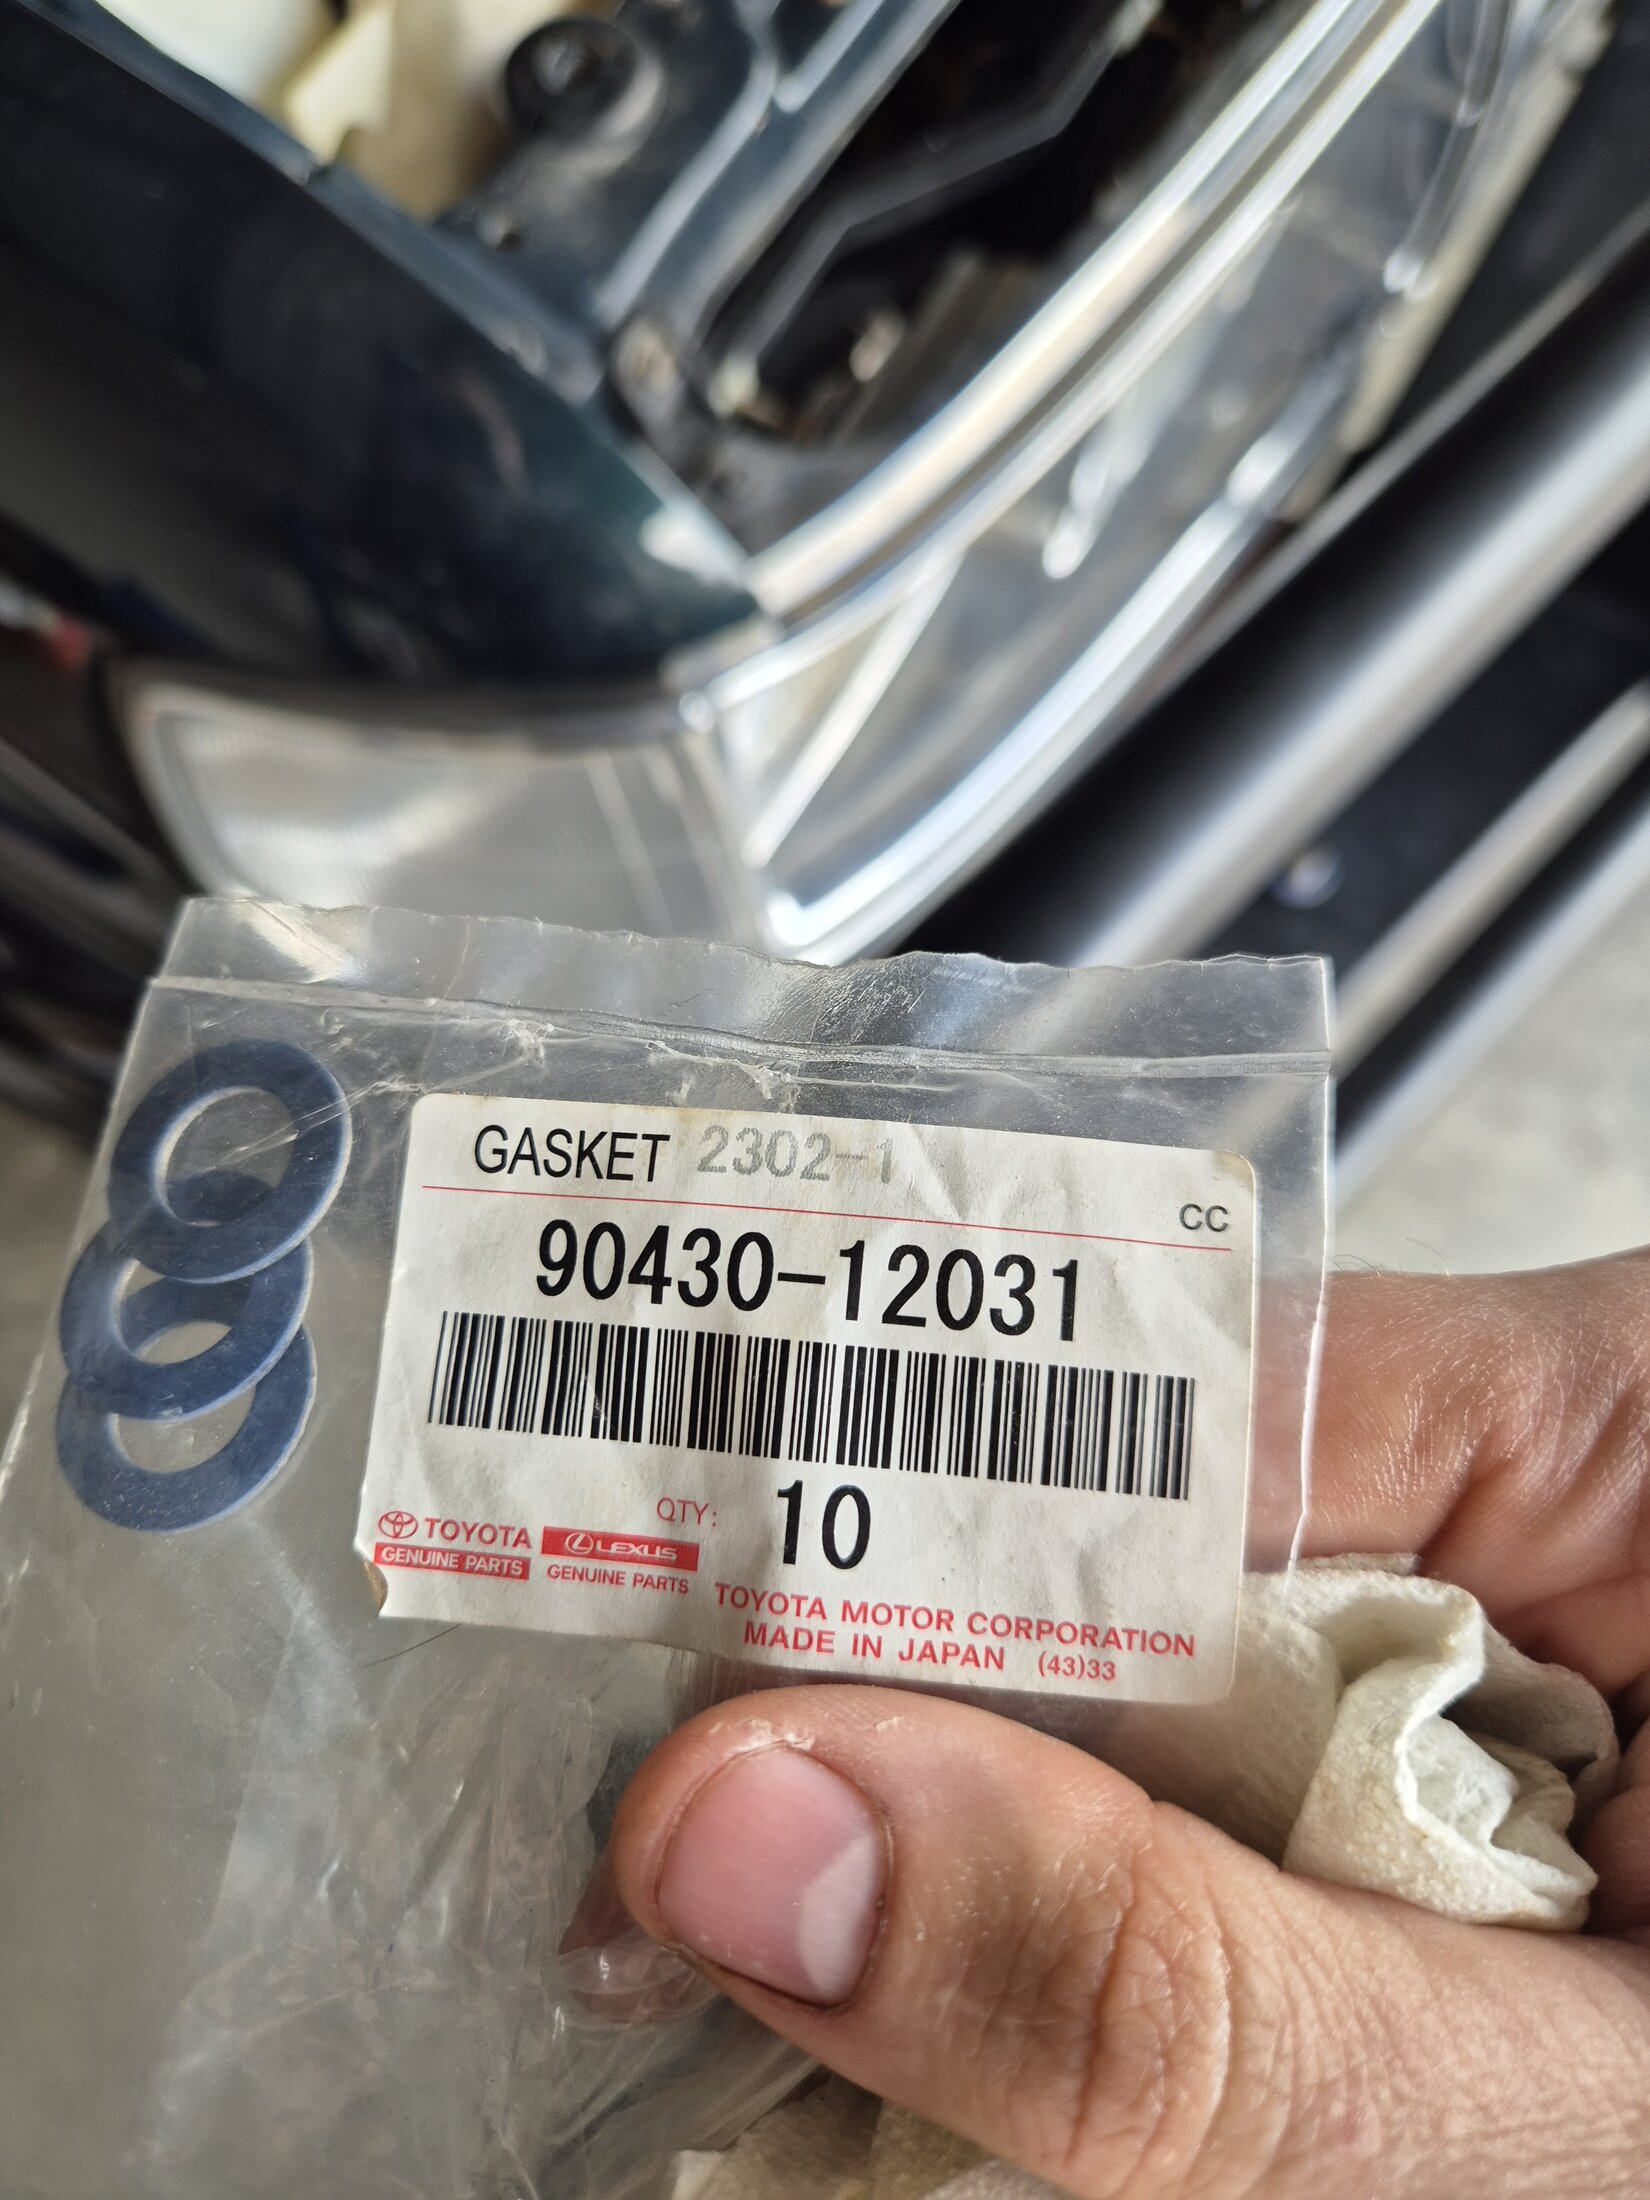 GASKET 2302-1
CC
90430-12031
QTY: 10
TOYOTA LEXUS
GENUINE PARTS GENUINE PARTS
TOYOTA MOTOR CORPORATION
MADE IN JAPAN (43)33